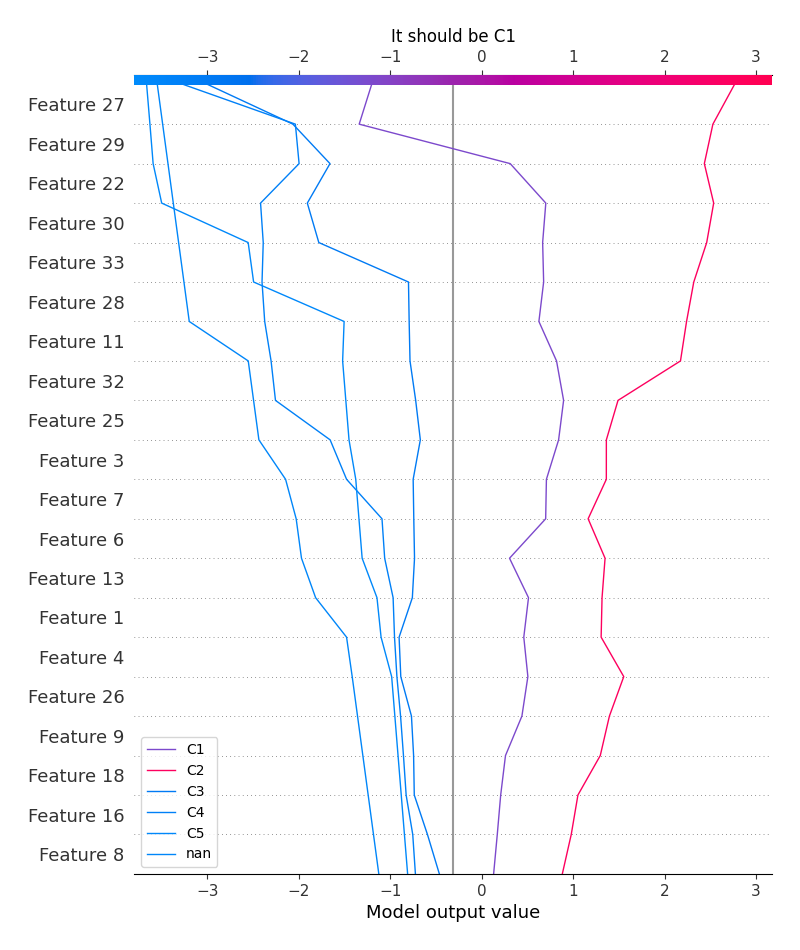 It should be C1
−3 −2 −1 0 1 2 3
Feature 27
Feature 29
Feature 22
Feature 30
Feature 33
Feature 28
Feature 11
Feature 32
Feature 25
Feature 3
Feature 7
Feature 6
Feature 13
Feature 1
Feature 4
Feature 26
Feature 9
Feature 18
Feature 16
Feature 8
C1
C2
C3
C4
C5
nan
−3 −2 −1 0 1 2 3
Model output value